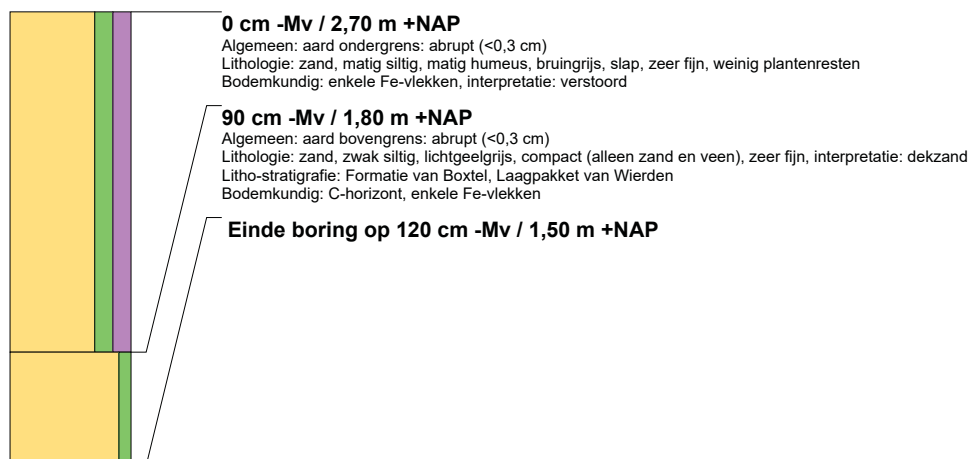 0 cm -Mv / 2,70 m +NAP
Algemeen: aard ondergrens: abrupt (<0,3 cm)
Lithologie: zand, matig siltig, matig humeus, bruingrijs, slap, zeer fijn, weinig plantenresten
Bodemkundig: enkele Fe-vlekken, interpretatie: verstoord
90 cm -Mv / 1,80 m +NAP
Algemeen: aard bovengrens: abrupt (<0,3 cm)
Lithologie: zand, zwak siltig, lichtgeelgrijs, compact (alleen zand en veen), zeer fijn, interpretatie: dekzand
Litho-stratigrafie: Formatie van Boxtel, Laagpakket van Wierden
Bodemkundig: C-horizont, enkele Fe-vlekken
Einde boring op 120 cm -Mv / 1,50 m +NAP